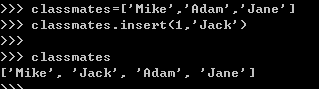 >>> classmates=['Mike','Adam','Jane']
>>> classmates.insert(1,'Jack')
>>>
>>> classmates
['Mike', 'Jack', 'Adam', 'Jane']
>>>